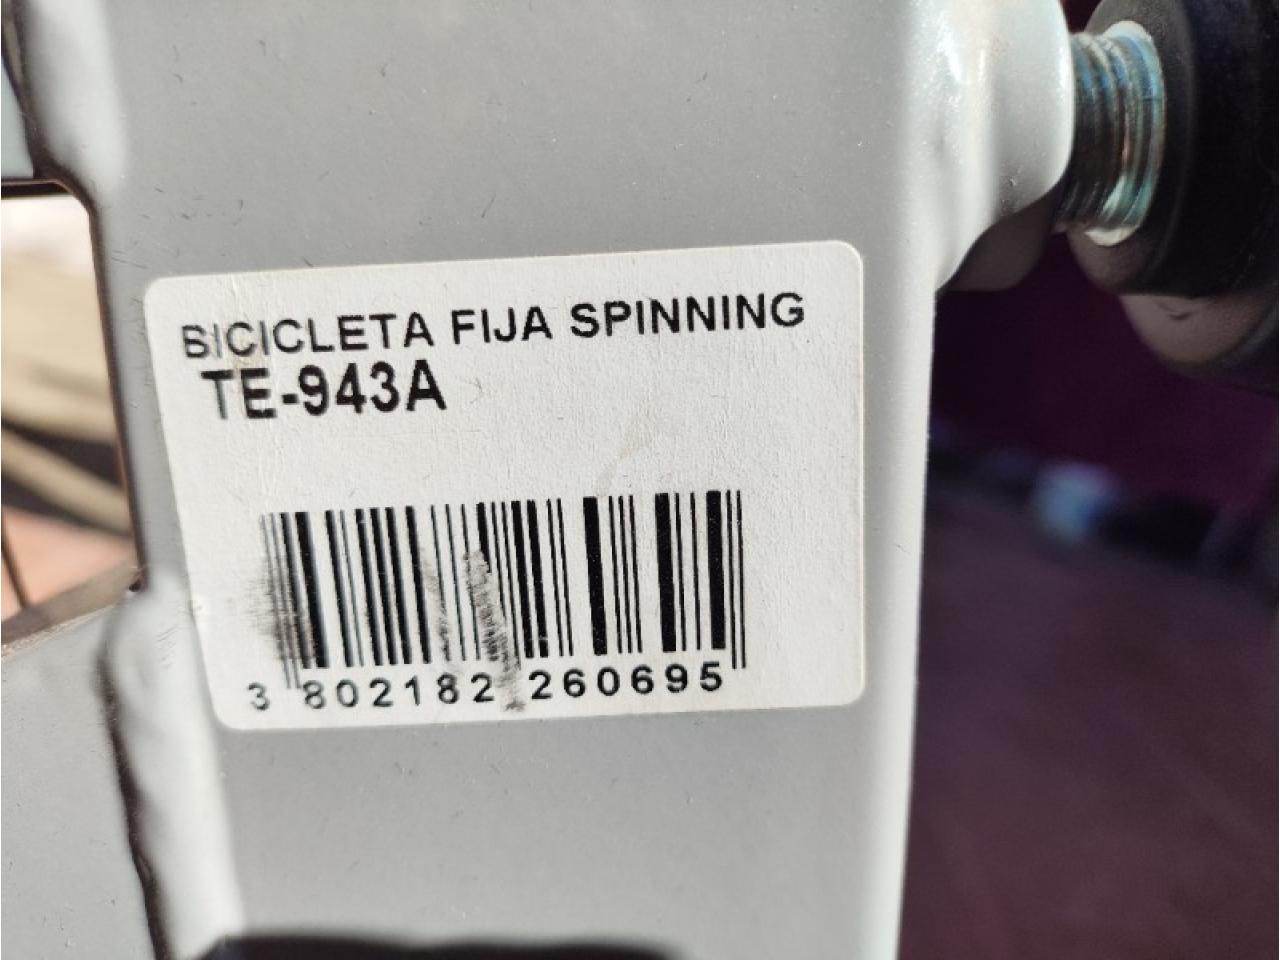 BICICLETA FIJA SPINNING
TE-943A
3 802182 260695